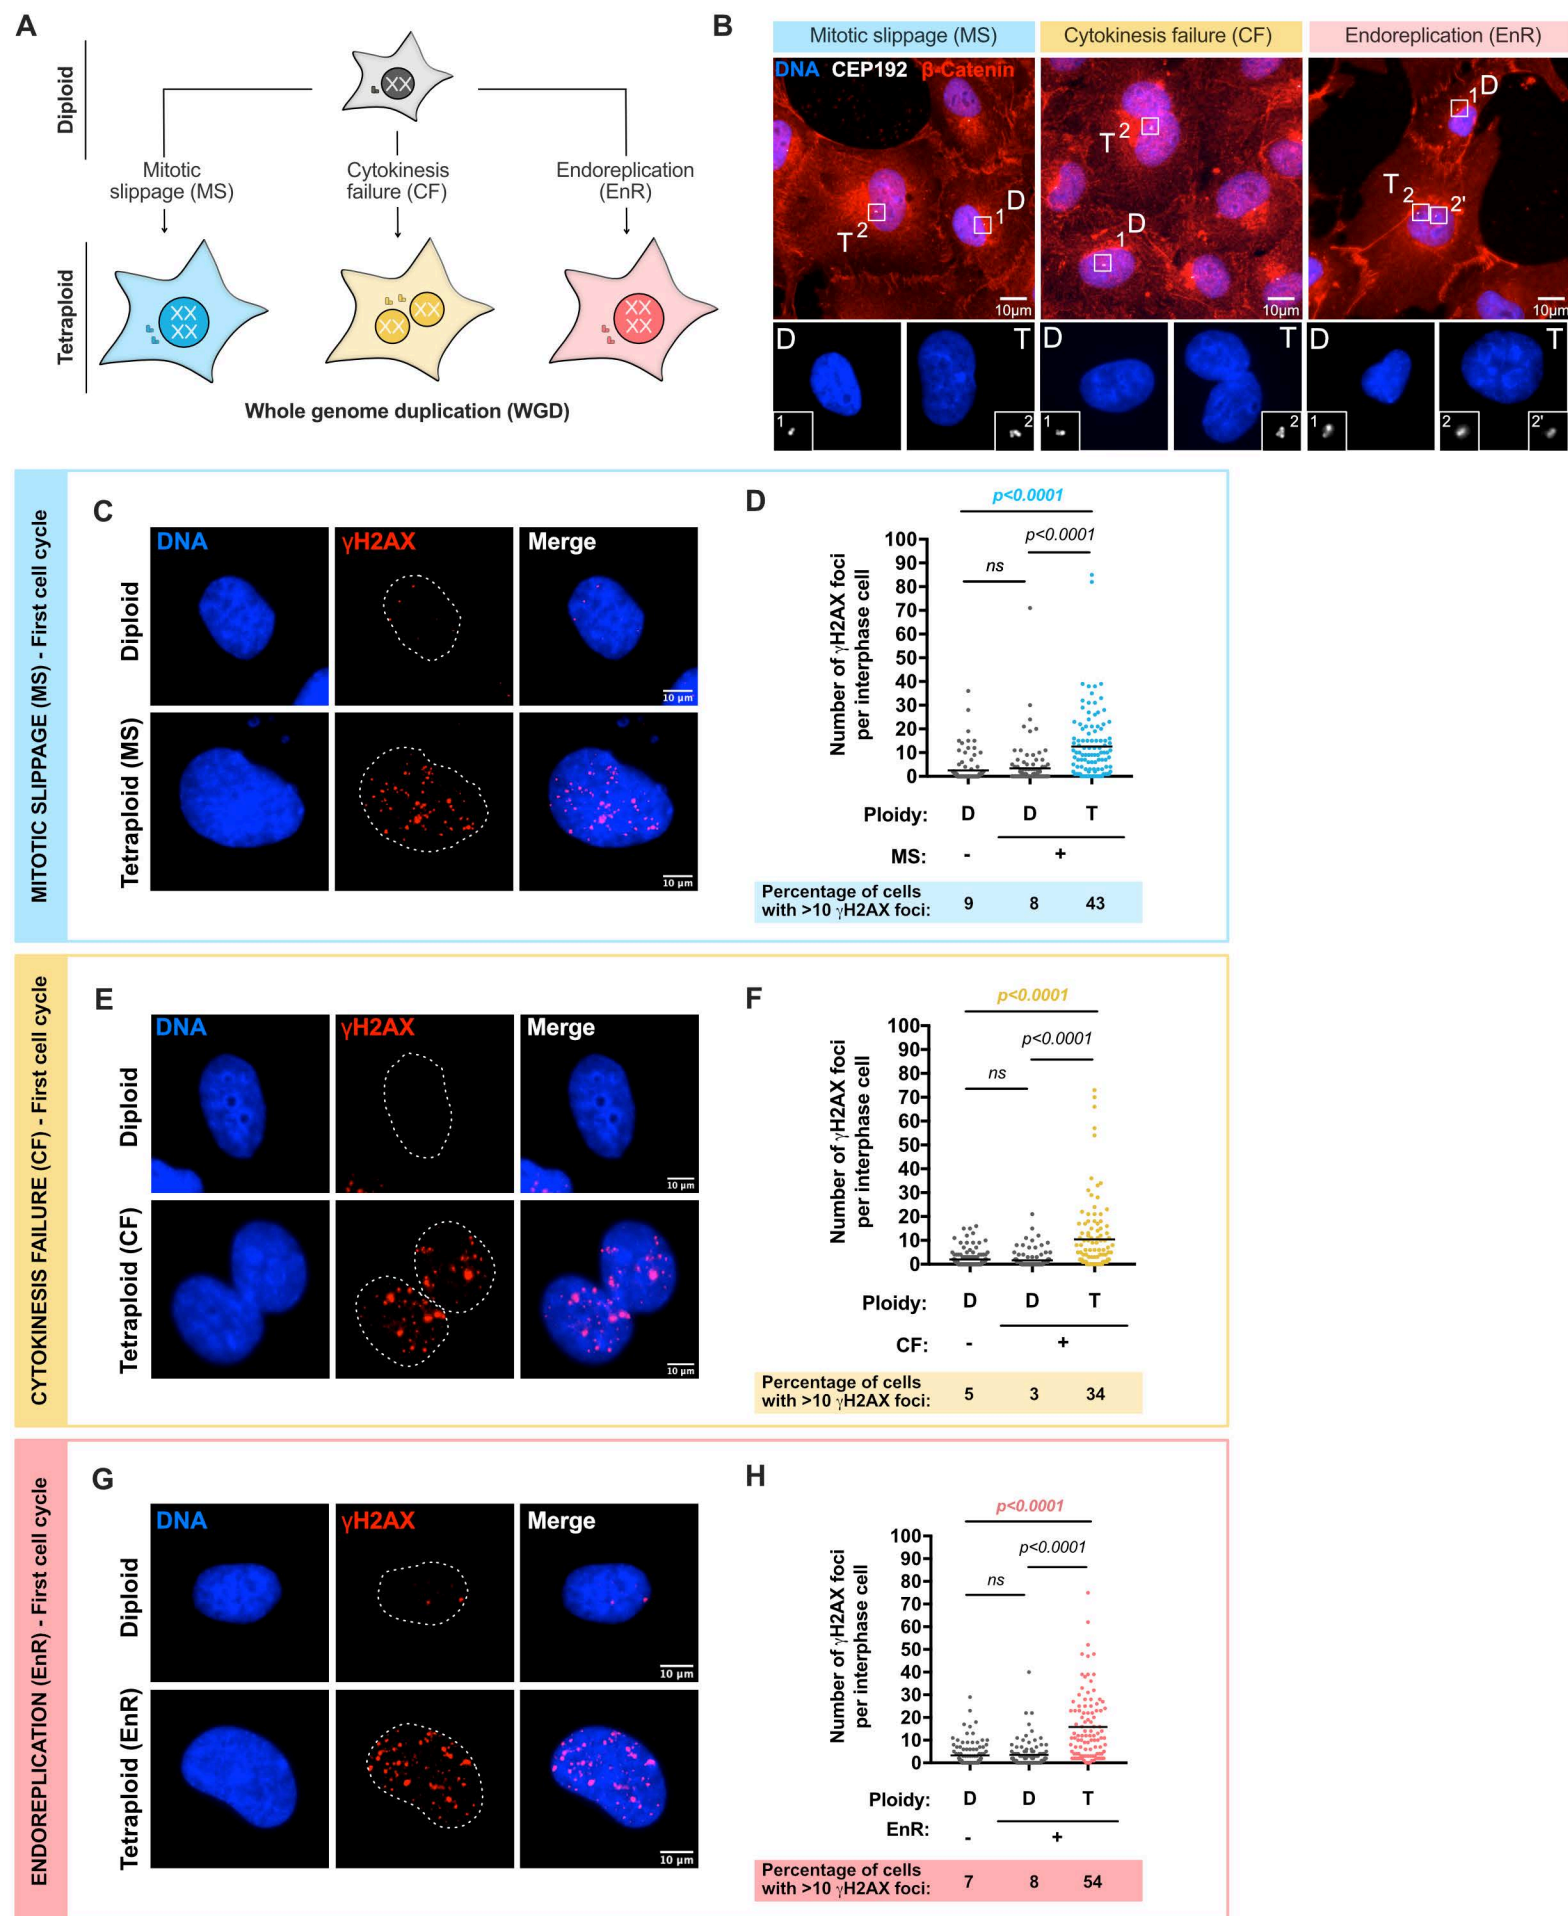 A
Diploid
XX
Mitotic
slippage (MS)
Cytokinesis
failure (CF)
Endoreplication
(EnR)
Tetraploid
XX
XX
XX
XX
XX
XX
Whole genome duplication (WGD)
B
Mitotic slippage (MS)
Cytokinesis failure (CF)
Endoreplication (EnR)
DNA CEP192 β-Catenin
T 2
1 D
10µm
T 2
1 D
10µm
1 D
T 2
2'
10µm
D
1
T
2
D
1
T
2
D
1
T
2
2'
MITOTIC SLIPPAGE (MS) - First cell cycle
C
DNA
γH2AX
Merge
Diploid
10 µm
Tetraploid (MS)
10 µm
D
p<0.0001
p<0.0001
ns
Number of γH2AX foci
per interphase cell
100
90
80
70
60
50
40
30
20
10
0
Ploidy: D D T
MS: - +
Percentage of cells
with >10 γH2AX foci: 9 8 43
CYTOKINESIS FAILURE (CF) - First cell cycle
E
DNA
γH2AX
Merge
Diploid
10 µm
Tetraploid (CF)
10 µm
F
p<0.0001
p<0.0001
ns
Number of γH2AX foci
per interphase cell
100
90
80
70
60
50
40
30
20
10
0
Ploidy: D D T
CF: - +
Percentage of cells
with >10 γH2AX foci: 5 3 34
ENDOREPLICATION (EnR) - First cell cycle
G
DNA
γH2AX
Merge
Diploid
10 µm
Tetraploid (EnR)
10 µm
H
p<0.0001
p<0.0001
ns
Number of γH2AX foci
per interphase cell
100
90
80
70
60
50
40
30
20
10
0
Ploidy: D D T
EnR: - +
Percentage of cells
with >10 γH2AX foci: 7 8 54